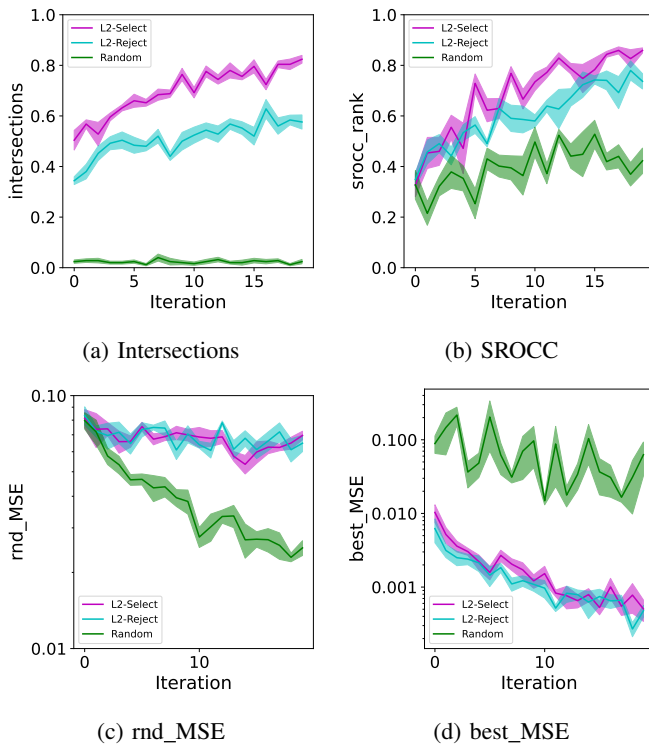 1.0
0.8
0.6
0.4
0.2
0.0
intersections
L2-Select
L2-Reject
Random
0 5 10 15
Iteration
(a) Intersections
1.0
0.8
0.6
0.4
0.2
0.0
srocc_rank
L2-Select
L2-Reject
Random
0 5 10 15
Iteration
(b) SROCC
0.10
0.01
rnd_MSE
L2-Select
L2-Reject
Random
0 10
Iteration
(c) rnd_MSE
0.100
0.010
0.001
best_MSE
L2-Select
L2-Reject
Random
0 10
Iteration
(d) best_MSE